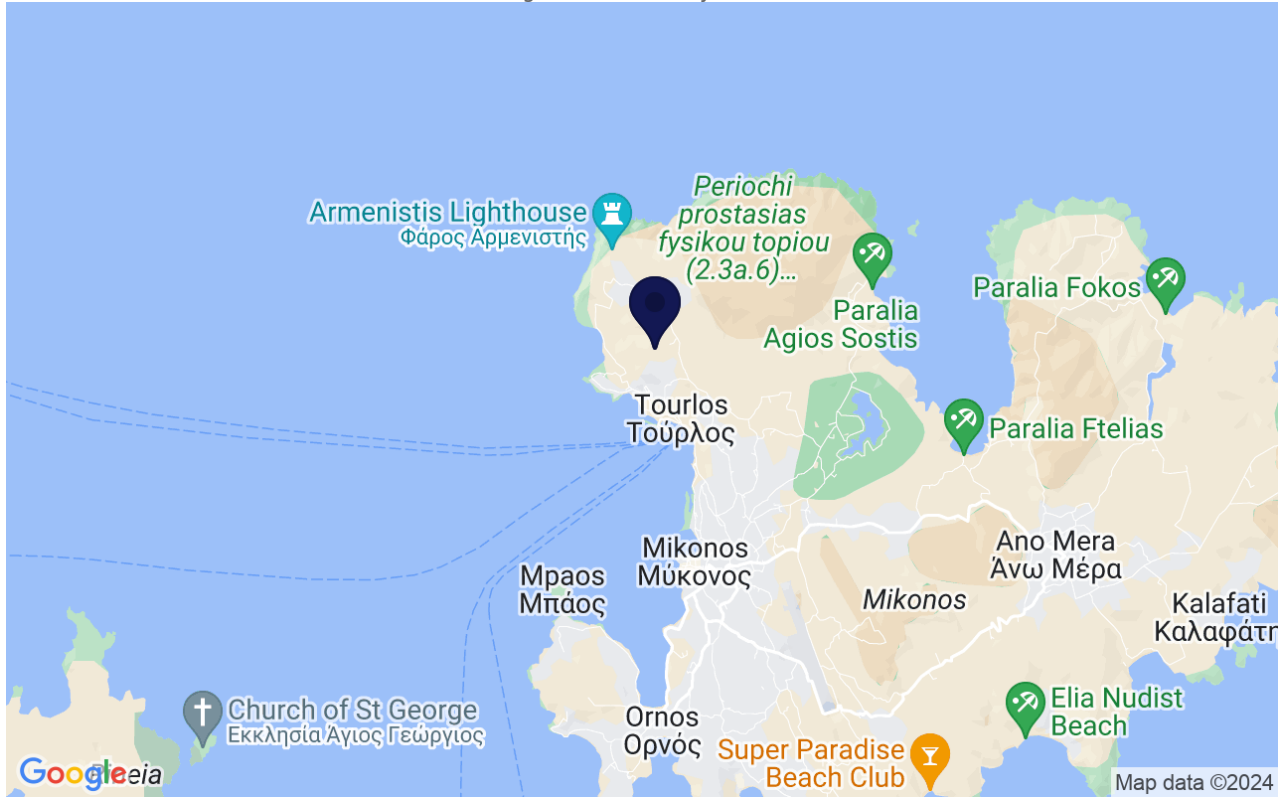 Armenistis Lighthouse
Φάρος Αρμενιστής
Periochi
prostasias
fysikou topiou
(2.3a.6)...
Paralia
Agios Sostis
Paralia Fokos
Tourlos
Τούρλος
Paralia Ftelias
Mikonos
Μύκονος
Ano Mera
Άνω Μέρα
Mpaos
Μπάος
Mikonos
Kalafati
Καλαφάτη
Church of St George
Εκκλησία Άγιος Γεώργιος
Elia Nudist
Beach
Ornos
Ορνός
Super Paradise
Beach Club
Google
Map data ©2024